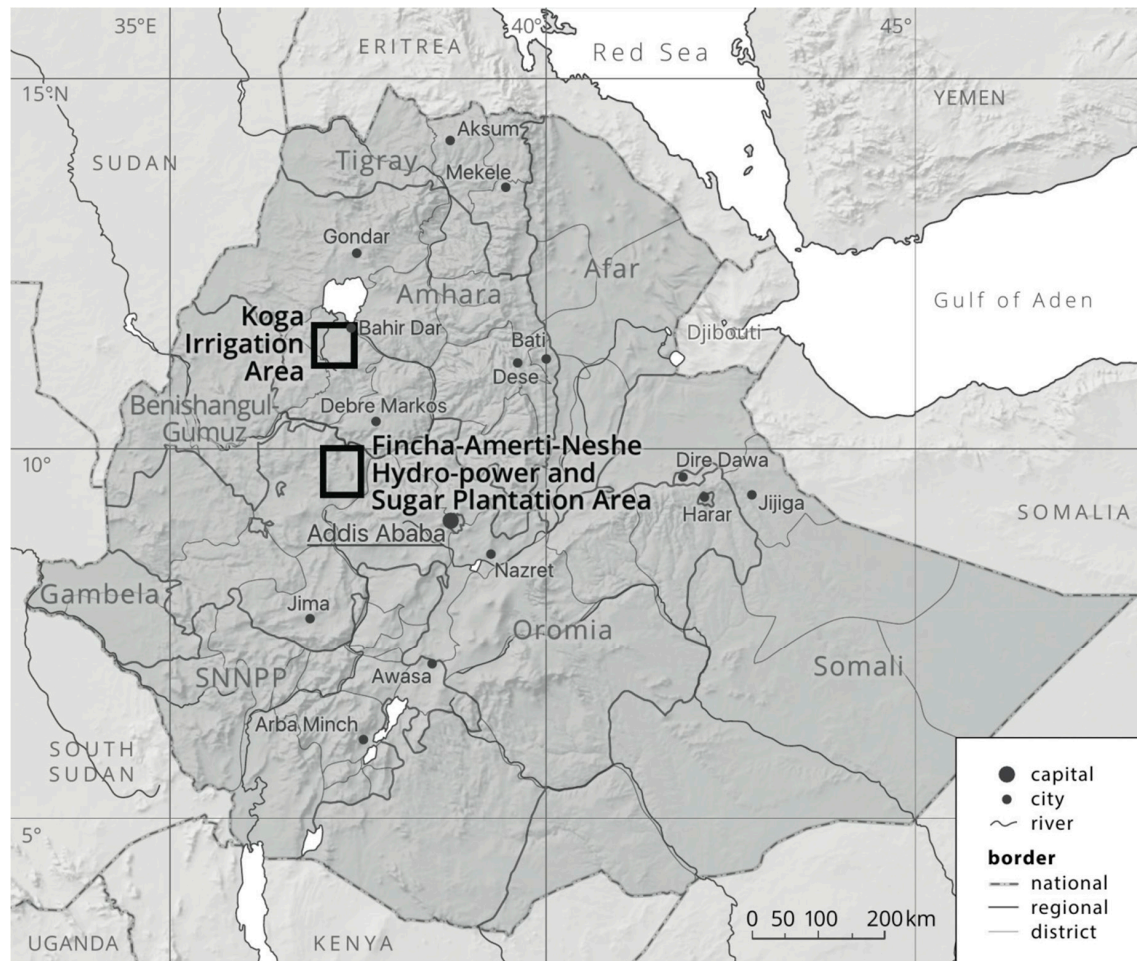 35°E
40°
45°
ERITREA
Red Sea
15°N
YEMEN
SUDAN
Aksum
Tigray
Mekele
Gondar
Afar
Amhara
Gulf of Aden
Koga
Irrigation
Area
Bahir Dar
Djibouti
Bati
Dese
Benishangul-
Gumuz
Debre Markos
10°
Fincha-Amerti-Neshe
Hydro-power and
Sugar Plantation Area
Dire Dawa
Harar
Jijiga
SOMALIA
Addis Ababa
Nazret
Gambela
Jima
Oromia
SNNPP
Awasa
Somali
Arba Minch
SOUTH
SUDAN
5°
UGANDA
KENYA
capital
city
river
border
national
regional
district
0 50 100 200 km